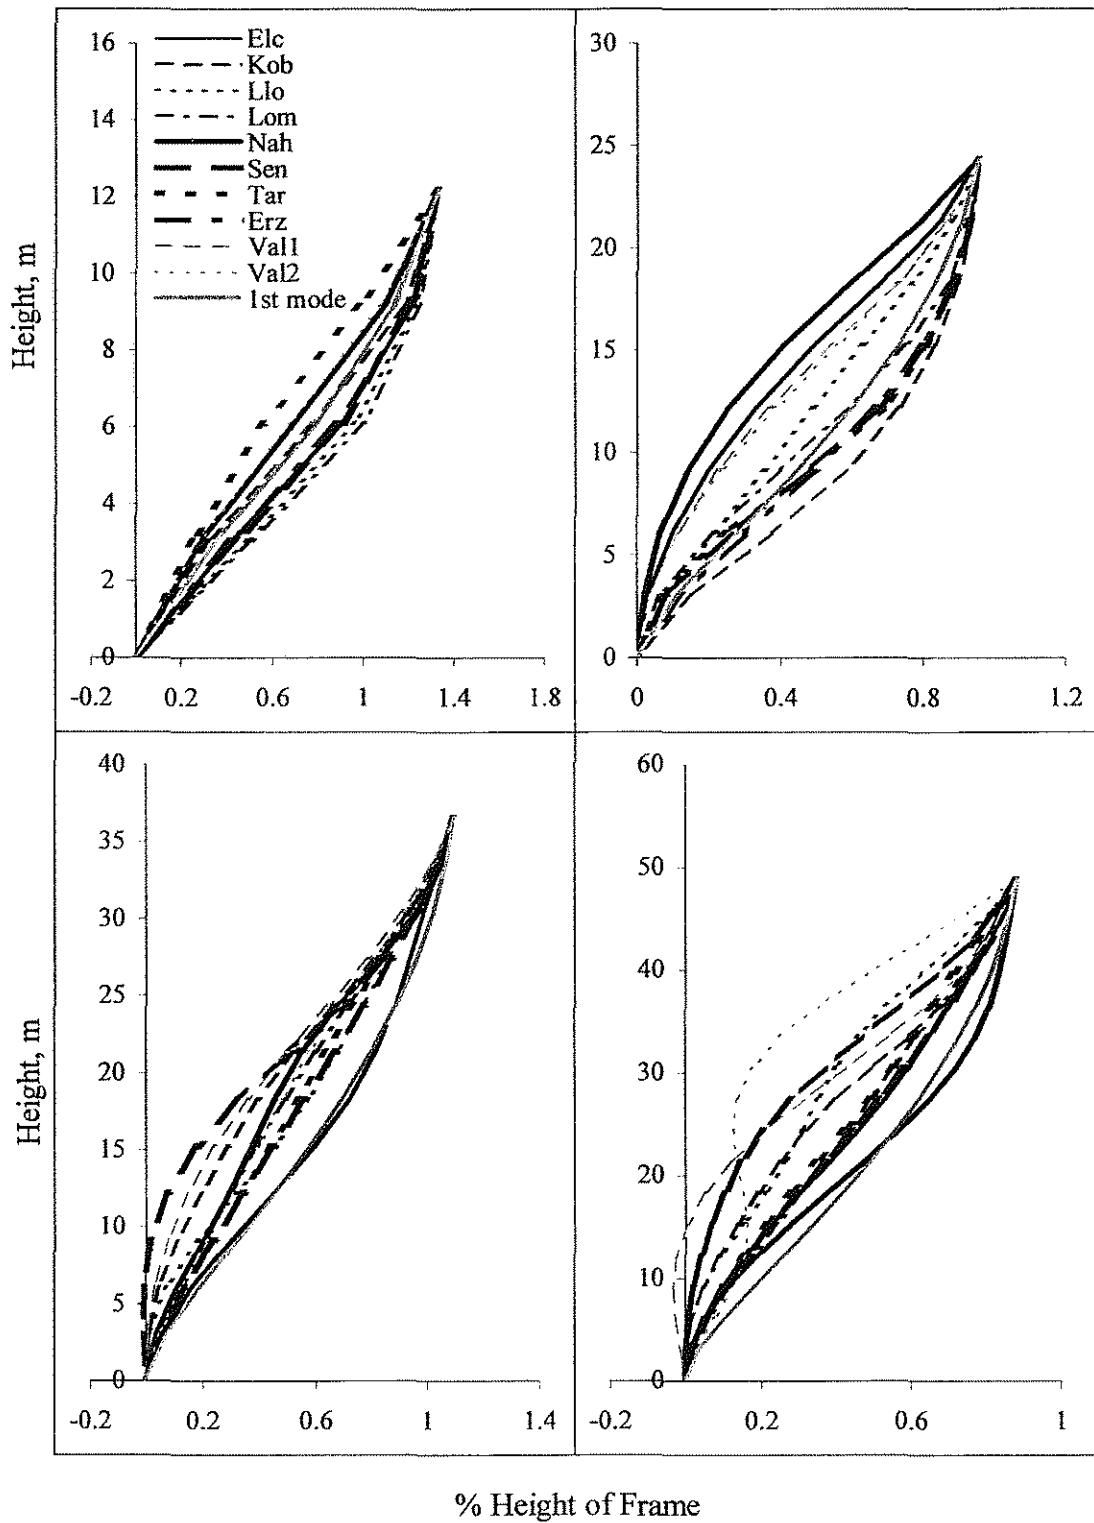 16
14
12
10
8
6
4
2
0
-0.2 0.2 0.6 1 1.4 1.8
Elc
Kob
Llo
Lom
Nah
Sen
Tar
Erz
Val1
Val2
1st mode
Height, m
30
25
20
15
10
5
0
0 0.4 0.8 1.2
40
35
30
25
20
15
10
5
0
-0.2 0.2 0.6 1 1.4
Height, m
60
50
40
30
20
10
0
-0.2 0.2 0.6 1
% Height of Frame